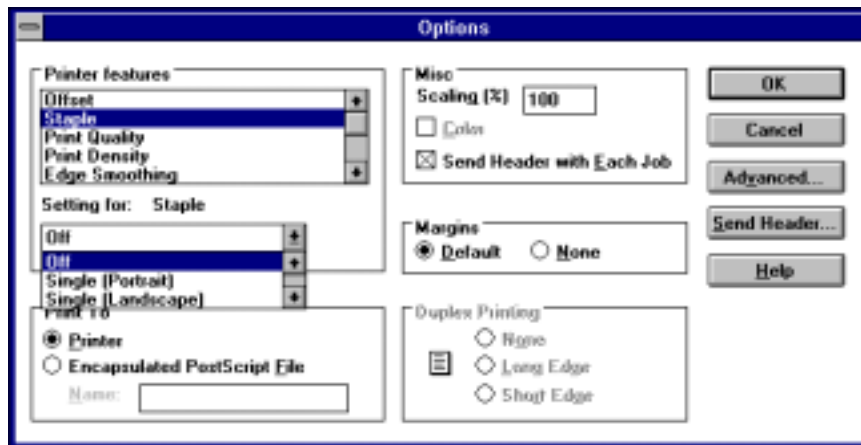 Options
Printer features
Offset
Staple
Print Quality
Print Density
Edge Smoothing
Setting for: Staple
Off
Off
Single (Portrait)
Single (Landscape)
Print To
Printer
Encapsulated PostScript File
Name:
Misc
Scaling (%) 100
Color
Send Header with Each Job
Margins
Default None
Duplex Printing
None
Long Edge
Short Edge
OK
Cancel
Advanced...
Send Header...
Help